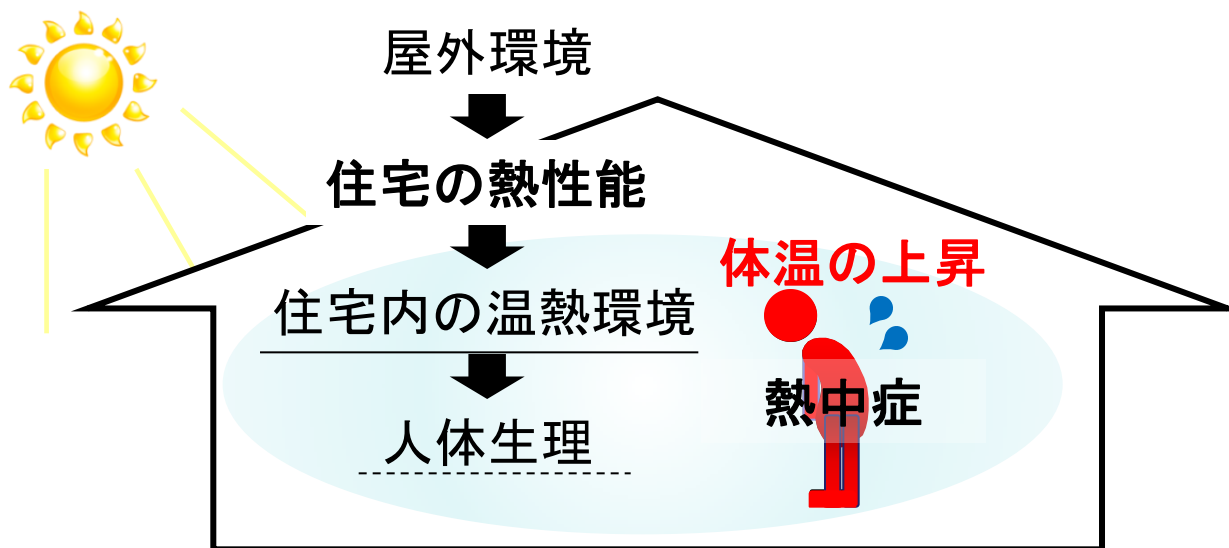 屋外環境
住宅の熱性能
住宅内の温熱環境
人体生理
体温の上昇
熱中症